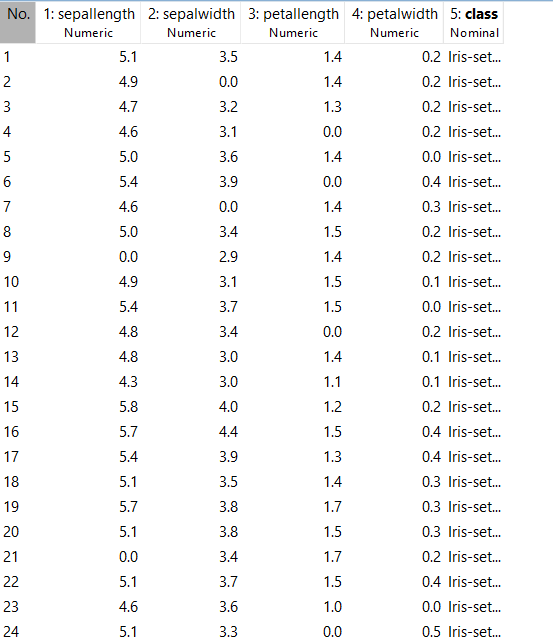 No. 1: sepallength 2: sepalwidth 3: petallength 4: petalwidth 5: class
Numeric Numeric Numeric Numeric Nominal
1 5.1 3.5 1.4 0.2 Iris-set...
2 4.9 0.0 1.4 0.2 Iris-set...
3 4.7 3.2 1.3 0.2 Iris-set...
4 4.6 3.1 0.0 0.2 Iris-set...
5 5.0 3.6 1.4 0.0 Iris-set...
6 5.4 3.9 0.0 0.4 Iris-set...
7 4.6 0.0 1.4 0.3 Iris-set...
8 5.0 3.4 1.5 0.2 Iris-set...
9 0.0 2.9 1.4 0.2 Iris-set...
10 4.9 3.1 1.5 0.1 Iris-set...
11 5.4 3.7 1.5 0.0 Iris-set...
12 4.8 3.4 0.0 0.2 Iris-set...
13 4.8 3.0 1.4 0.1 Iris-set...
14 4.3 3.0 1.1 0.1 Iris-set...
15 5.8 4.0 1.2 0.2 Iris-set...
16 5.7 4.4 1.5 0.4 Iris-set...
17 5.4 3.9 1.3 0.4 Iris-set...
18 5.1 3.5 1.4 0.3 Iris-set...
19 5.7 3.8 1.7 0.3 Iris-set...
20 5.1 3.8 1.5 0.3 Iris-set...
21 0.0 3.4 1.7 0.2 Iris-set...
22 5.1 3.7 1.5 0.4 Iris-set...
23 4.6 3.6 1.0 0.0 Iris-set...
24 5.1 3.3 0.0 0.5 Iris-set...